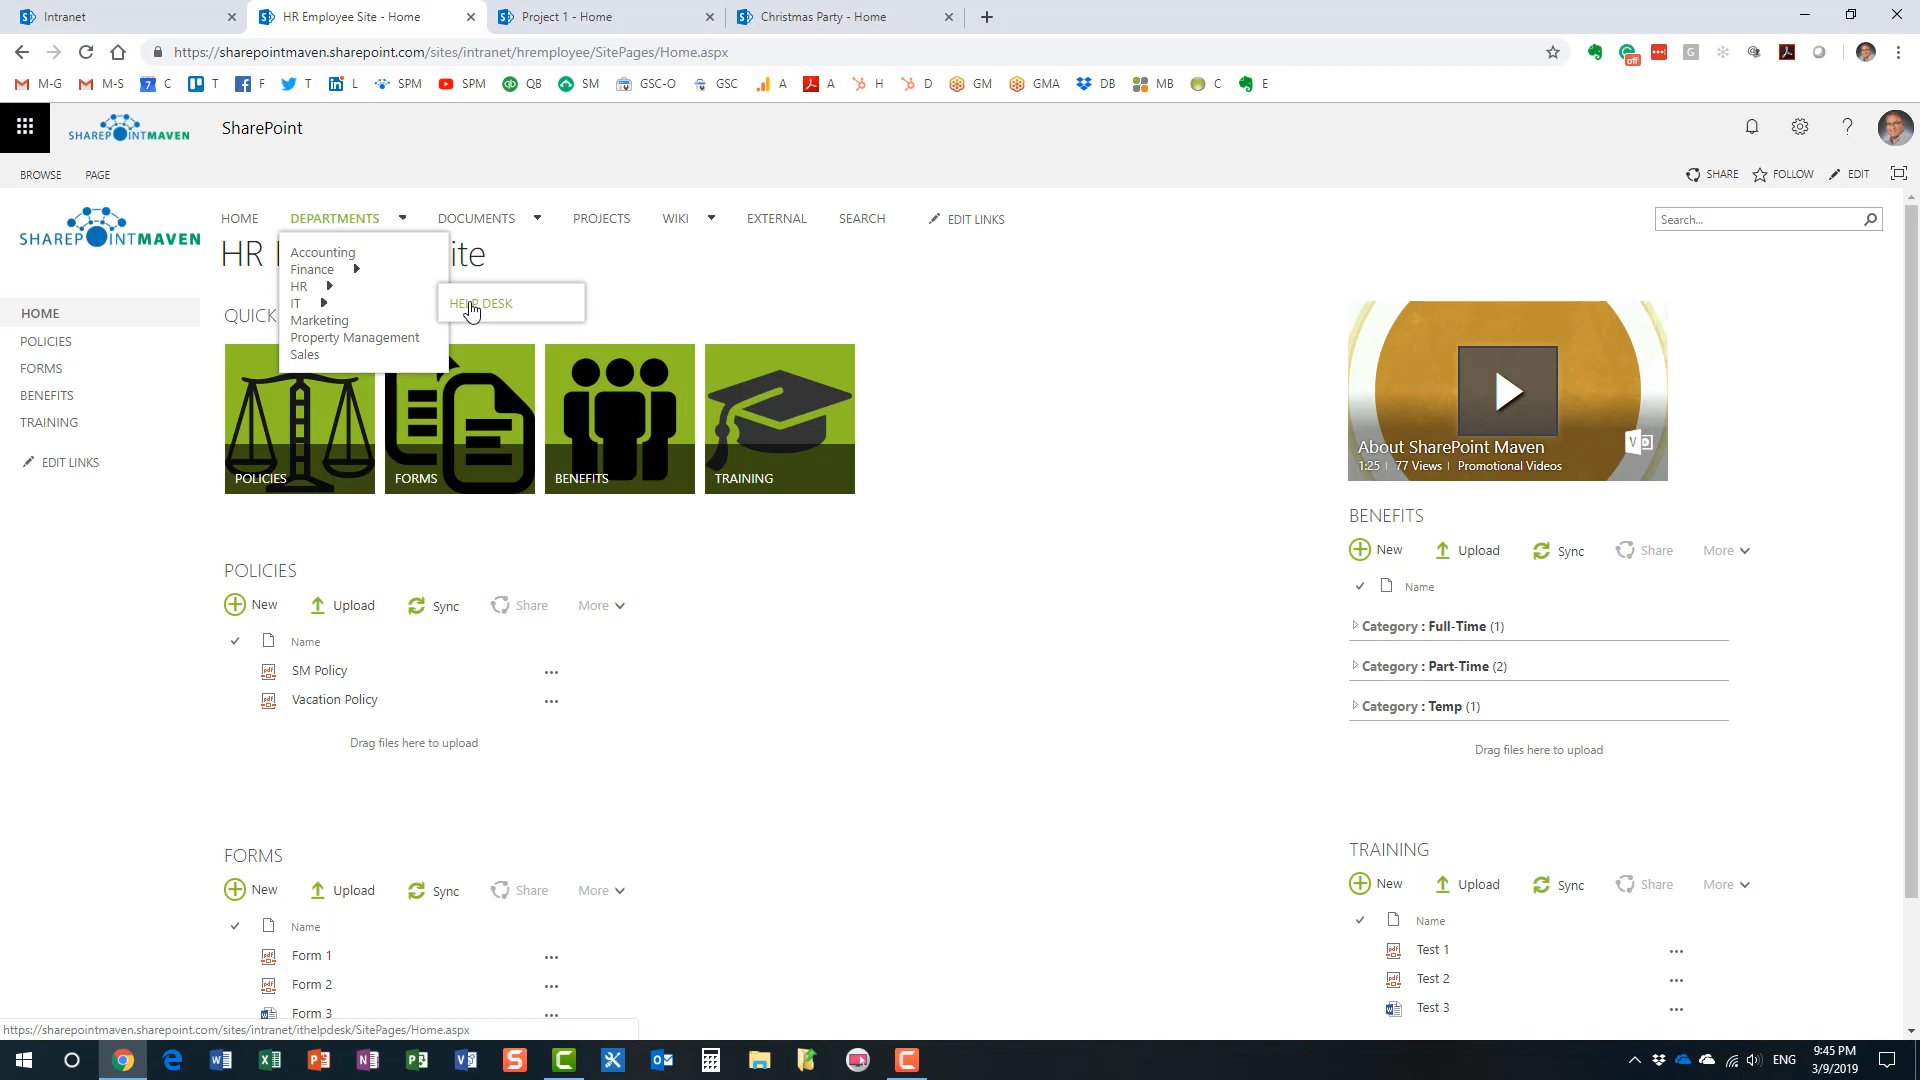 Intranet
HR Employee Site - Home
Project 1 - Home
Christmas Party - Home
https://sharepointmaven.sharepoint.com/sites/intranet/hremployee/SitePages/Home.aspx
off
M-G
M-S
7 C
T
F
T
L
SPM
SPM
QB
SM
GSC-O
GSC
A
A
H
D
GM
GMA
DB
MB
C
E
SHAREPOINTMAVEN
SharePoint
BROWSE
PAGE
SHARE
FOLLOW
EDIT
SHAREPOINTMAVEN
HOME
DEPARTMENTS
DOCUMENTS
PROJECTS
WIKI
EXTERNAL
SEARCH
EDIT LINKS
Search...
HR
ite
Accounting
Finance
HR
IT
Marketing
Property Management
Sales
HELP DESK
HOME
POLICIES
FORMS
BENEFITS
TRAINING
EDIT LINKS
QUICK
POLICIES
FORMS
BENEFITS
TRAINING
About SharePoint Maven
1:25 | 77 Views | Promotional Videos
POLICIES
New
Upload
Sync
Share
More
Name
SM Policy
Vacation Policy
Drag files here to upload
BENEFITS
New
Upload
Sync
Share
More
Name
Category : Full-Time (1)
Category : Part-Time (2)
Category : Temp (1)
Drag files here to upload
FORMS
New
Upload
Sync
Share
More
Name
Form 1
Form 2
Form 3
TRAINING
New
Upload
Sync
Share
More
Name
Test 1
Test 2
Test 3
https://sharepointmaven.sharepoint.com/sites/intranet/ithelpdesk/SitePages/Home.aspx
ENG
9:45 PM
3/9/2019